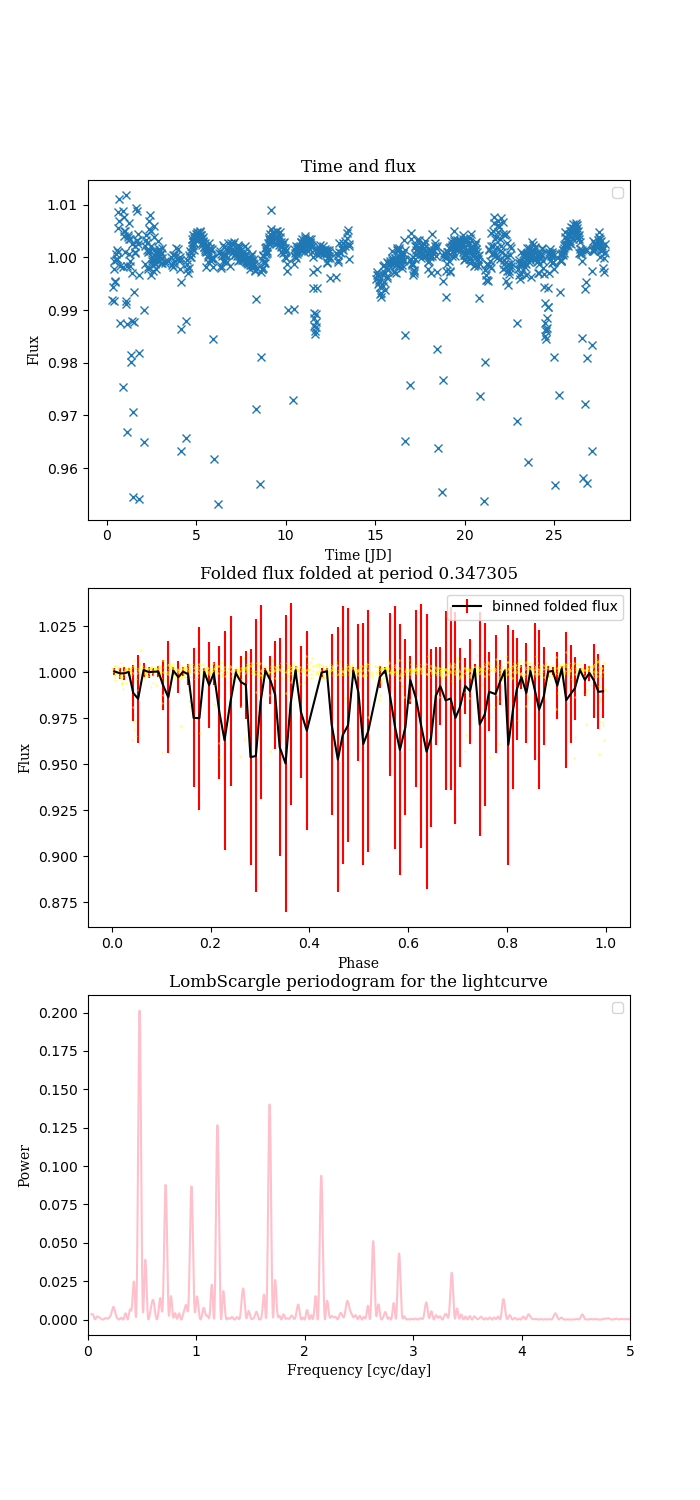 Time and flux
1.01
1.00
0.99
0.98
0.97
0.96
Flux
0 5 10 15 20 25
Time [JD]
Folded flux folded at period 0.347305
binned folded flux
1.025
1.000
0.975
0.950
0.925
0.900
0.875
Flux
0.0 0.2 0.4 0.6 0.8 1.0
Phase
LombScargle periodogram for the lightcurve
0.200
0.175
0.150
0.125
0.100
0.075
0.050
0.025
0.000
Power
0 1 2 3 4 5
Frequency [cyc/day]